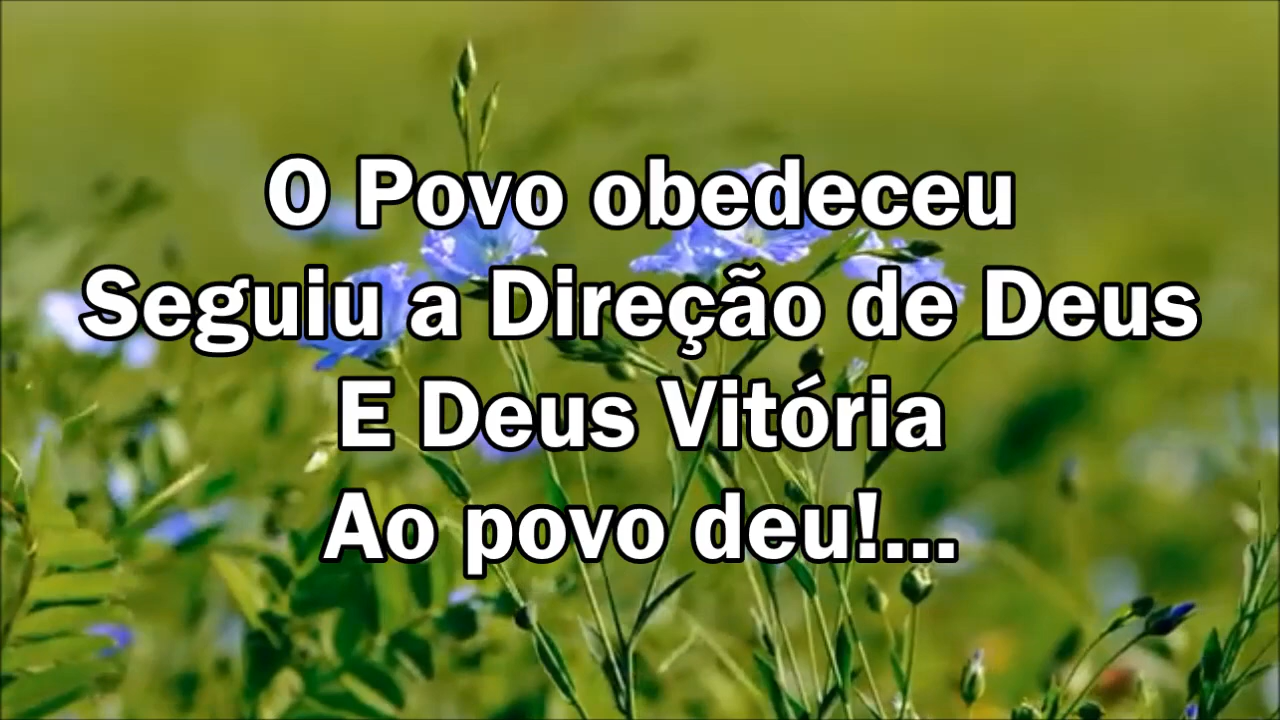 O Povo obedeceu
Seguiu a Direção de Deus
E Deus Vitória
Ao povo deu!...